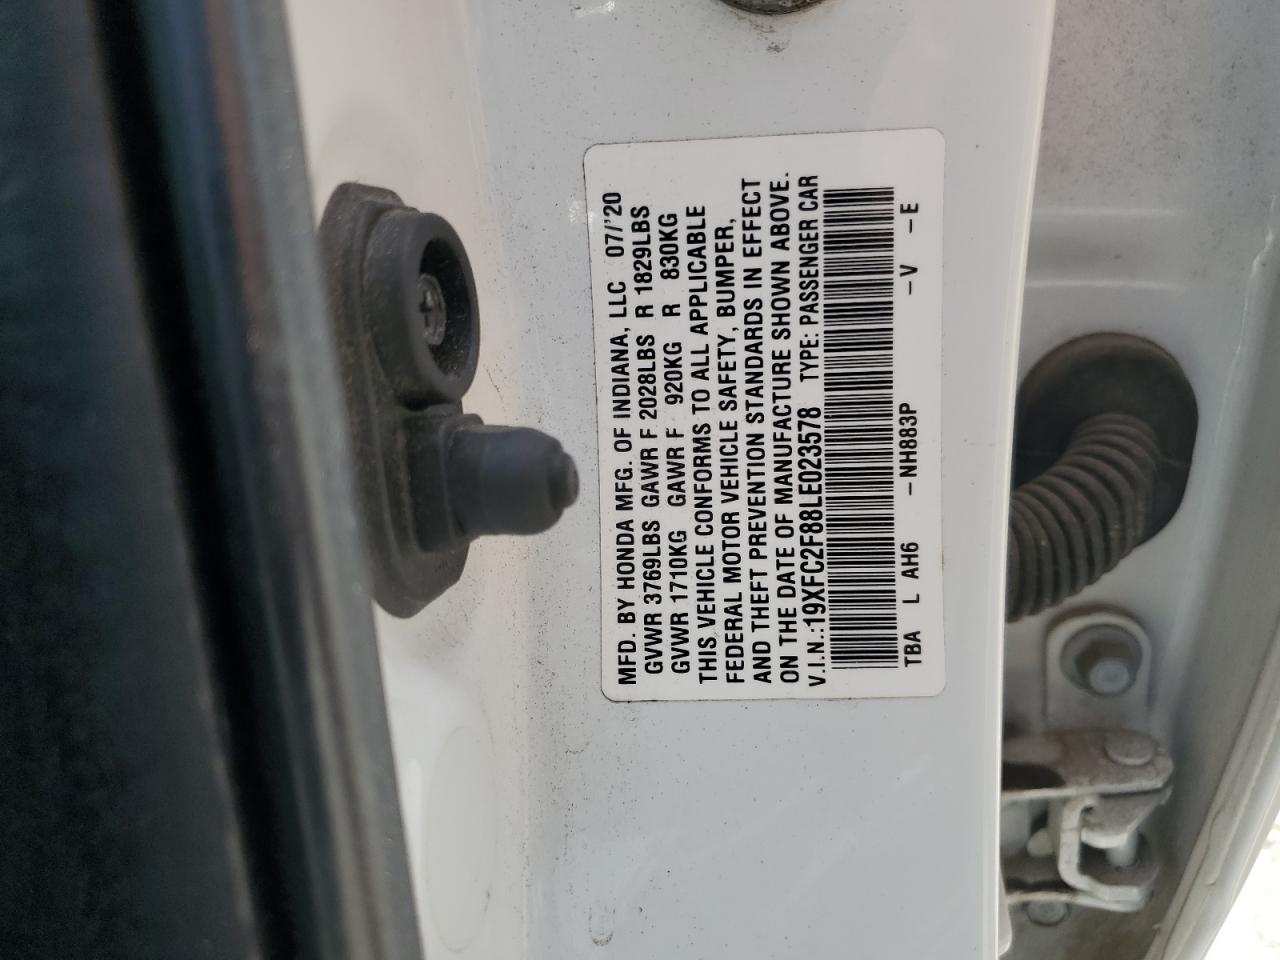 MFD. BY HONDA MFG. OF INDIANA, LLC 07/'20
GVWR 3769LBS GAWR F 2028LBS R 1829LBS
GVWR 1710KG GAWR F 920KG R 830KG
THIS VEHICLE CONFORMS TO ALL APPLICABLE
FEDERAL MOTOR VEHICLE SAFETY, BUMPER,
AND THEFT PREVENTION STANDARDS IN EFFECT
ON THE DATE OF MANUFACTURE SHOWN ABOVE.
V.I.N.:19XFC2F88LE023578 TYPE: PASSENGER CAR
TBA L AH6 -NH883P -V -E